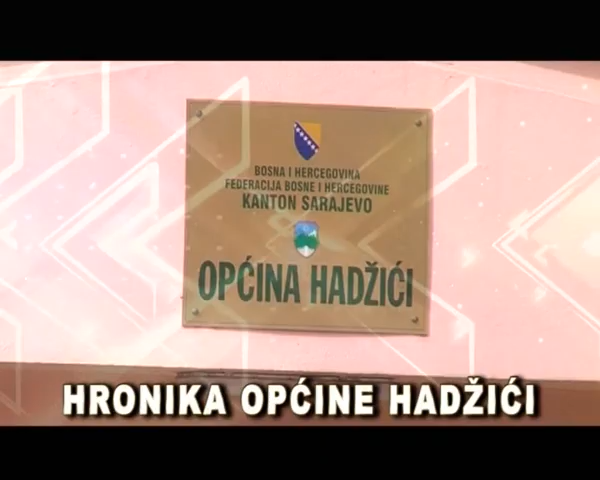 BOSNA I HERCEGOVINA
FEDERACIJA BOSNE I HERCEGOVINE
KANTON SARAJEVO
OPĆINA HADŽIĆI
HRONIKA OPĆINE HADŽIĆI